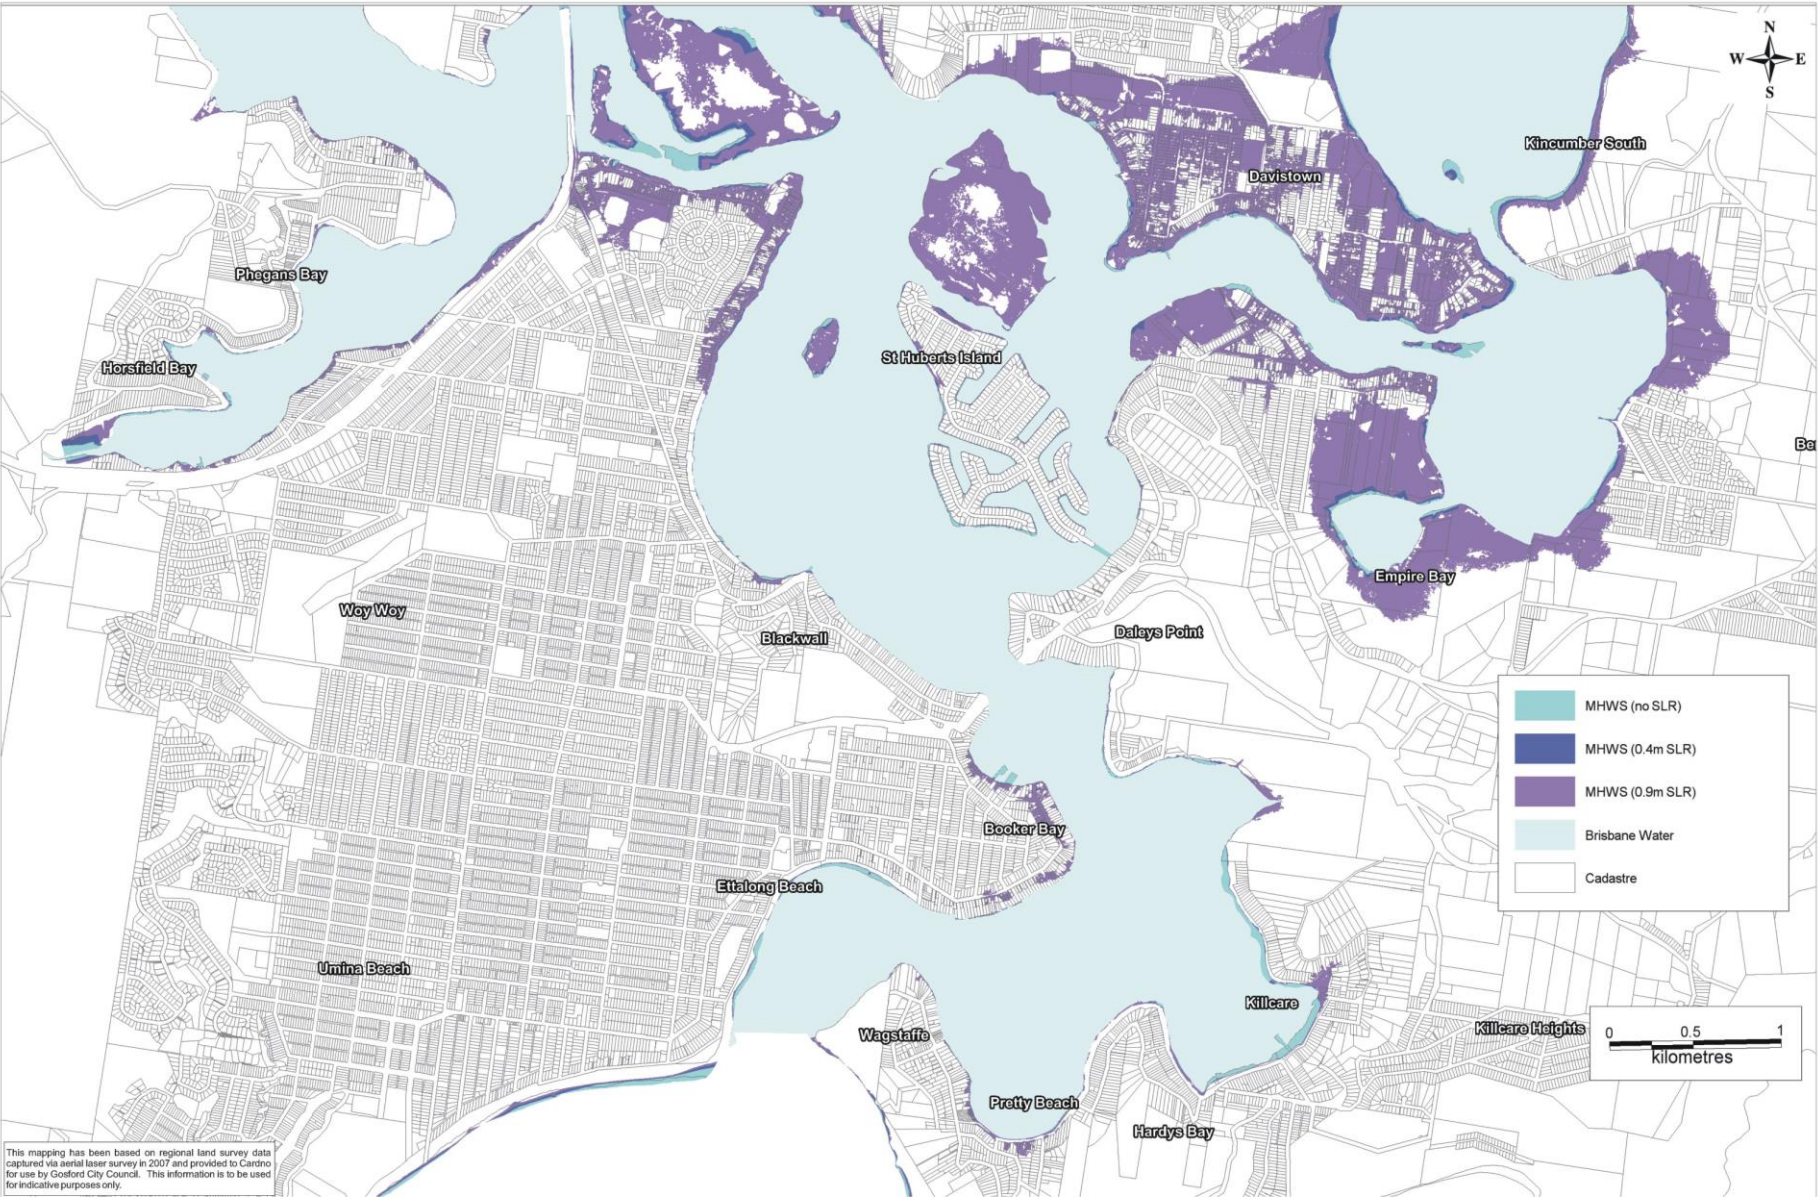 N
W E
S
Kincumber South
Davistown
Phegans Bay
St Huberts Island
Horsfield Bay
Be
Empire Bay
Woy Woy
Blackwall
Daleys Point
MHWS (no SLR)
MHWS (0.4m SLR)
MHWS (0.9m SLR)
Brisbane Water
Cadastre
Booker Bay
Ettalong Beach
Umina Beach
Killcare
Wagstaffe
Killcare Heights
0 0.5 1
kilometres
Pretty Beach
Hardys Bay
This mapping has been based on regional land survey data
captured via aerial laser survey in 2007 and provided to Cardno
for use by Gosford City Council. This information is to be used
for indicative purposes only.